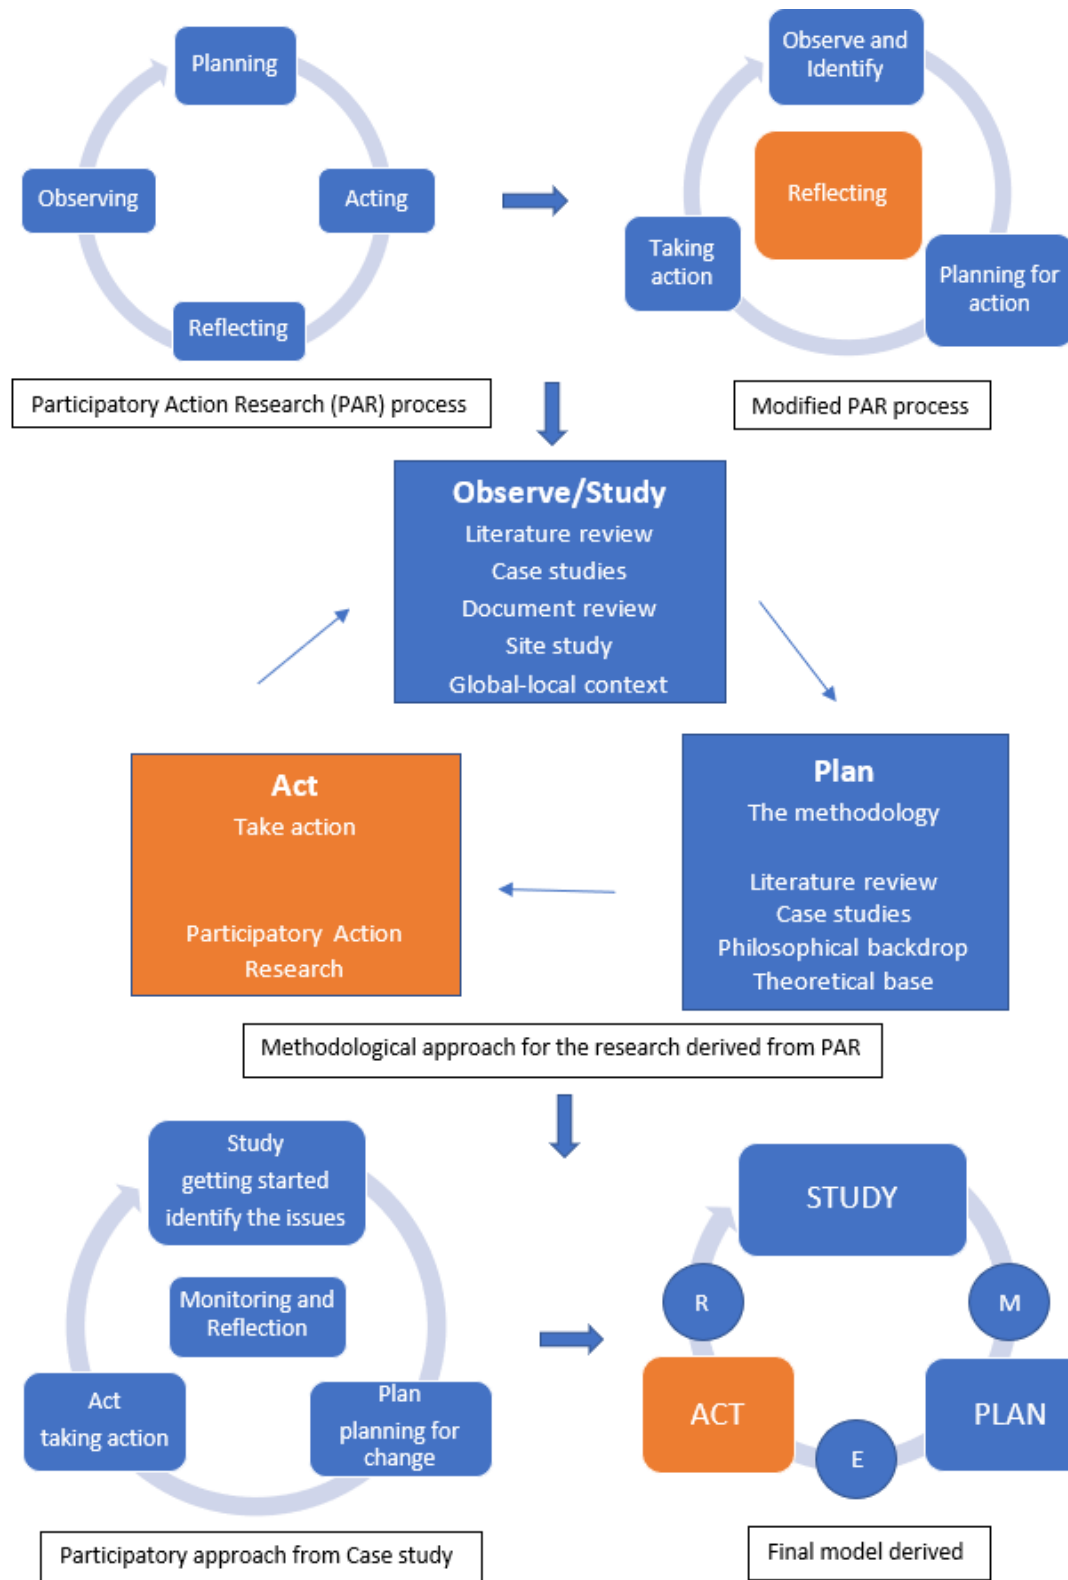 Planning
Observing
Acting
Reflecting
Participatory Action Research (PAR) process
Observe and
Identify
Reflecting
Taking
action
Planning for
action
Modified PAR process
Observe/Study
Literature review
Case studies
Document review
Site study
Global-local context
Act
Take action
Participatory Action
Research
Plan
The methodology
Literature review
Case studies
Philosophical backdrop
Theoretical base
Methodological approach for the research derived from PAR
Study
getting started
identify the issues
Monitoring and
Reflection
Act
taking action
Plan
planning for
change
Participatory approach from Case study
STUDY
R
M
ACT
PLAN
E
Final model derived